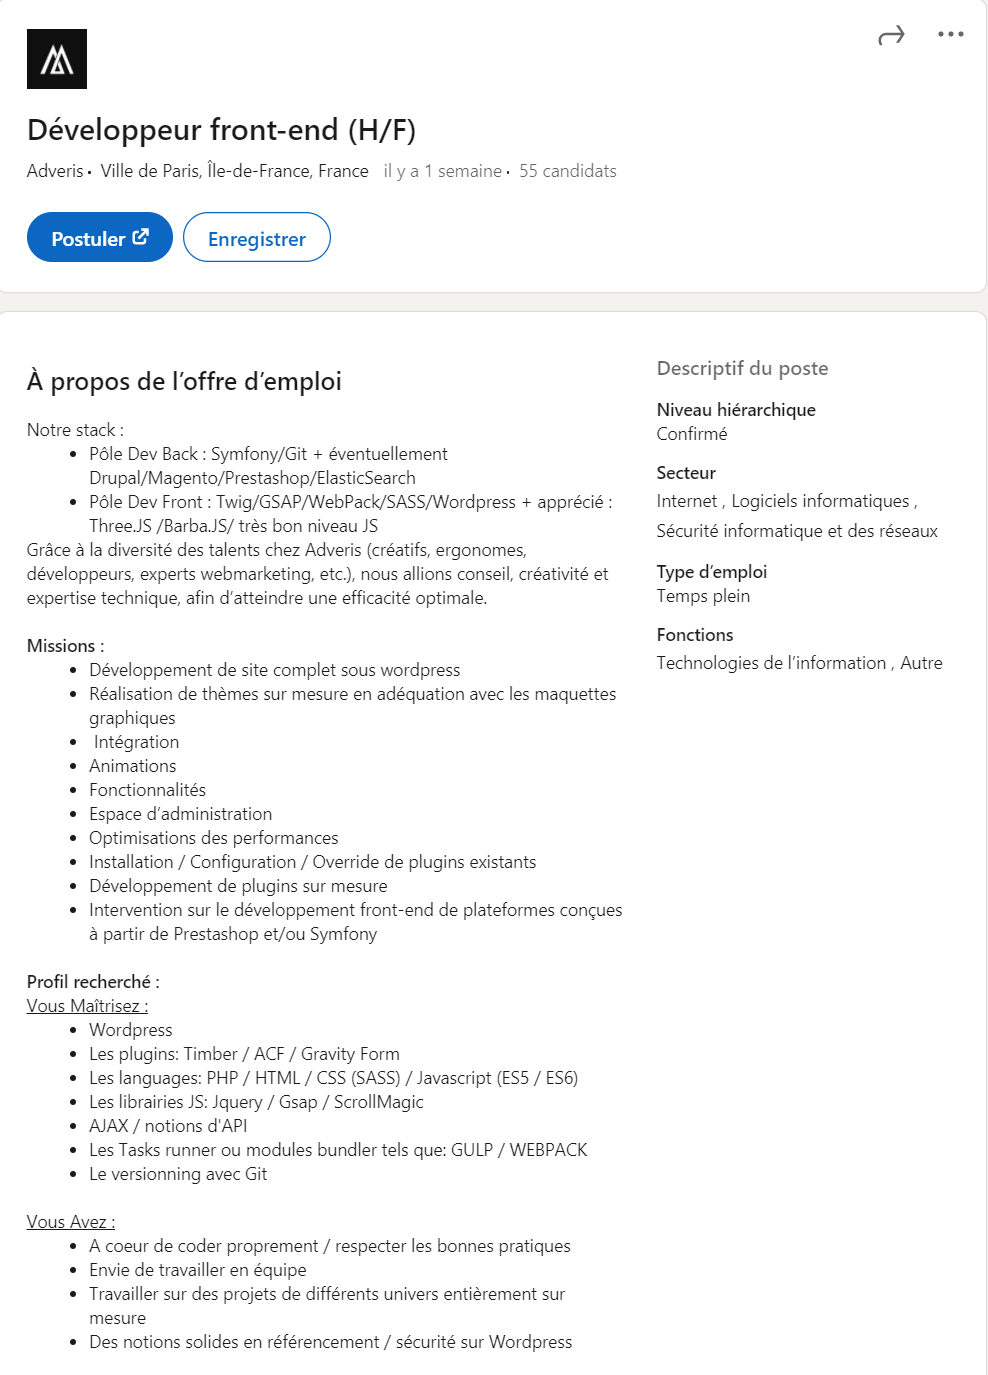 Développeur front-end (H/F)
Adveris • Ville de Paris, Île-de-France, France il y a 1 semaine • 55 candidats
Postuler
Enregistrer
À propos de l’offre d’emploi
Notre stack :
• Pôle Dev Back : Symfony/Git + éventuellement
Drupal/Magento/Prestashop/ElasticSearch
• Pôle Dev Front : Twig/GSAP/WebPack/SASS/Wordpress + apprécié :
Three.JS /Barba.JS/ très bon niveau JS
Grâce à la diversité des talents chez Adveris (créatifs, ergonomes,
développeurs, experts webmarketing, etc.), nous allions conseil, créativité et
expertise technique, afin d’atteindre une efficacité optimale.
Missions :
• Développement de site complet sous wordpress
• Réalisation de thèmes sur mesure en adéquation avec les maquettes
graphiques
• Intégration
• Animations
• Fonctionnalités
• Espace d’administration
• Optimisations des performances
• Installation / Configuration / Override de plugins existants
• Développement de plugins sur mesure
• Intervention sur le développement front-end de plateformes conçues
à partir de Prestashop et/ou Symfony
Profil recherché :
Vous Maîtrisez :
• Wordpress
• Les plugins: Timber / ACF / Gravity Form
• Les languages: PHP / HTML / CSS (SASS) / Javascript (ES5 / ES6)
• Les librairies JS: Jquery / Gsap / ScrollMagic
• AJAX / notions d'API
• Les Tasks runner ou modules bundler tels que: GULP / WEBPACK
• Le versionning avec Git
Vous Avez :
• A coeur de coder proprement / respecter les bonnes pratiques
• Envie de travailler en équipe
• Travailler sur des projets de différents univers entièrement sur
mesure
• Des notions solides en référencement / sécurité sur Wordpress
Descriptif du poste
Niveau hiérarchique
Confirmé
Secteur
Internet , Logiciels informatiques ,
Sécurité informatique et des réseaux
Type d’emploi
Temps plein
Fonctions
Technologies de l’information , Autre